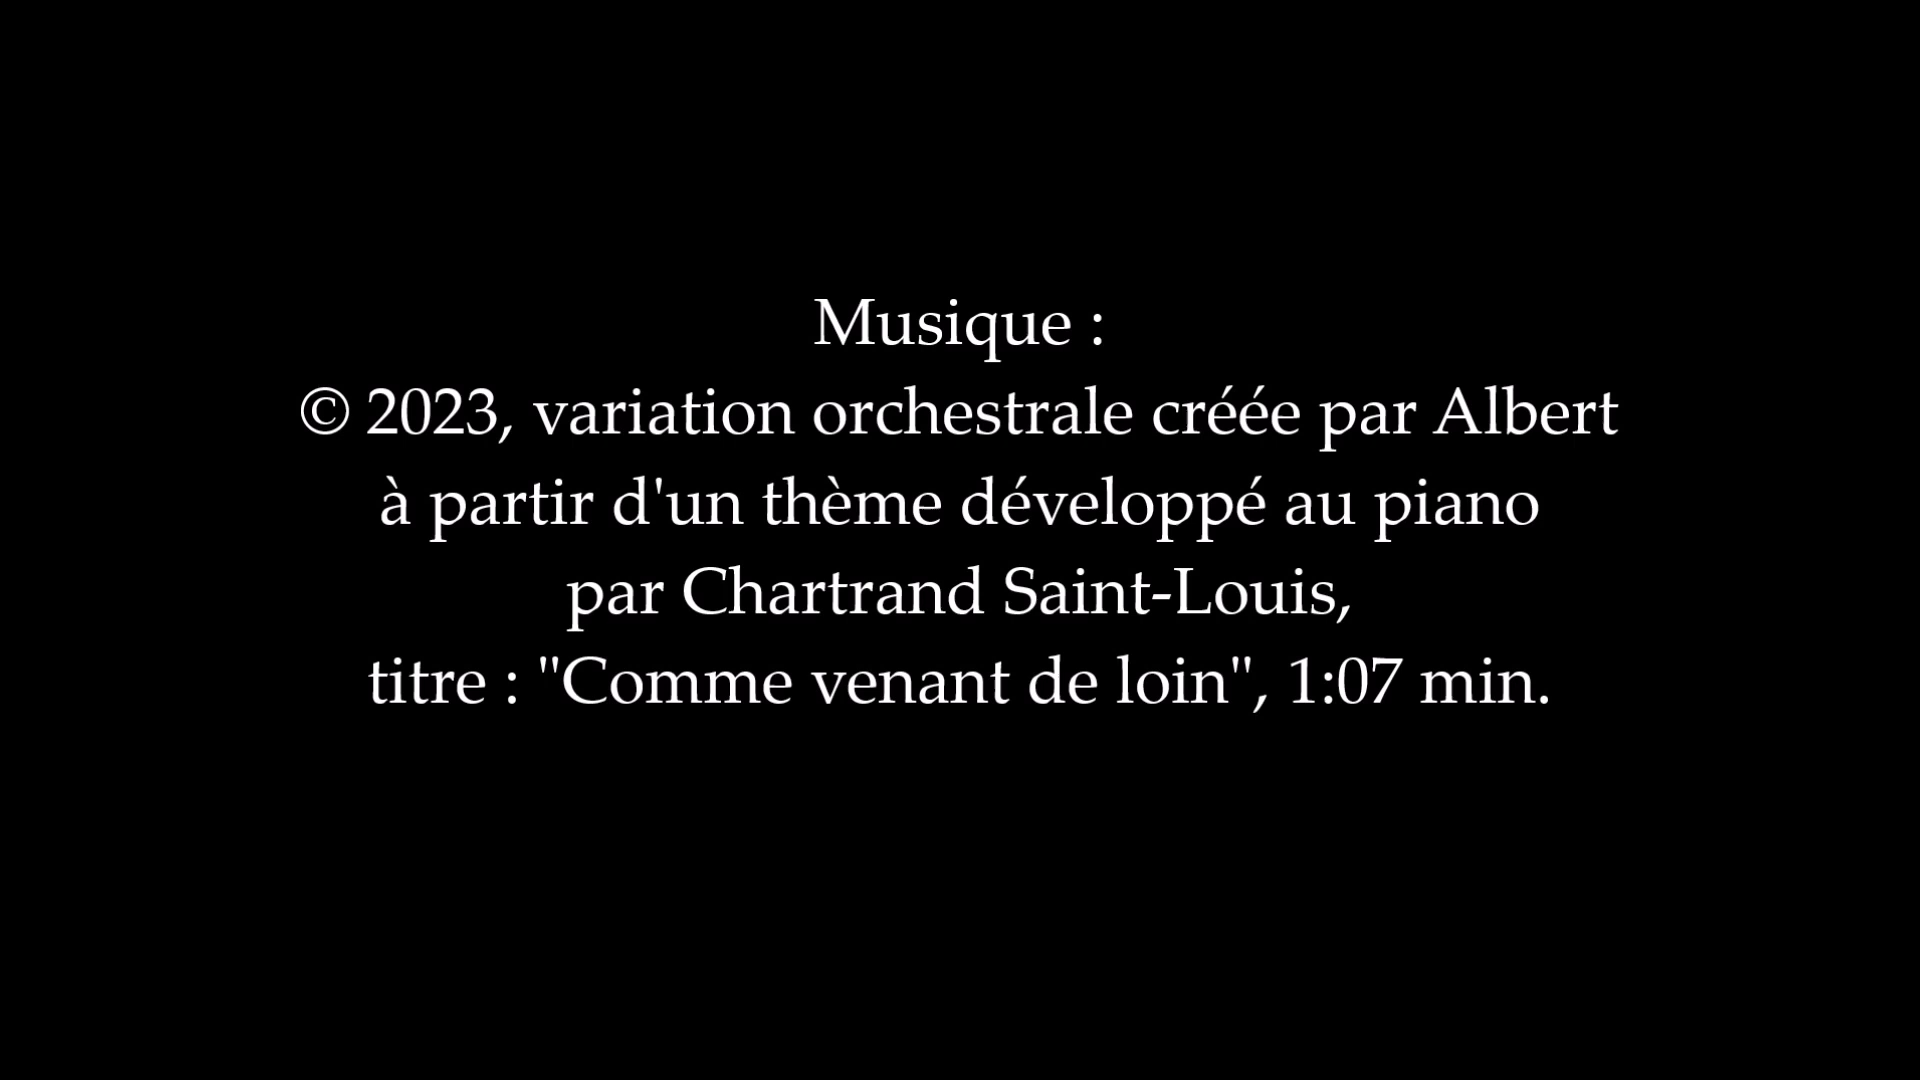 Musique :
© 2023, variation orchestrale créée par Albert
à partir d'un thème développé au piano
par Chartrand Saint-Louis,
titre : "Comme venant de loin", 1:07 min.